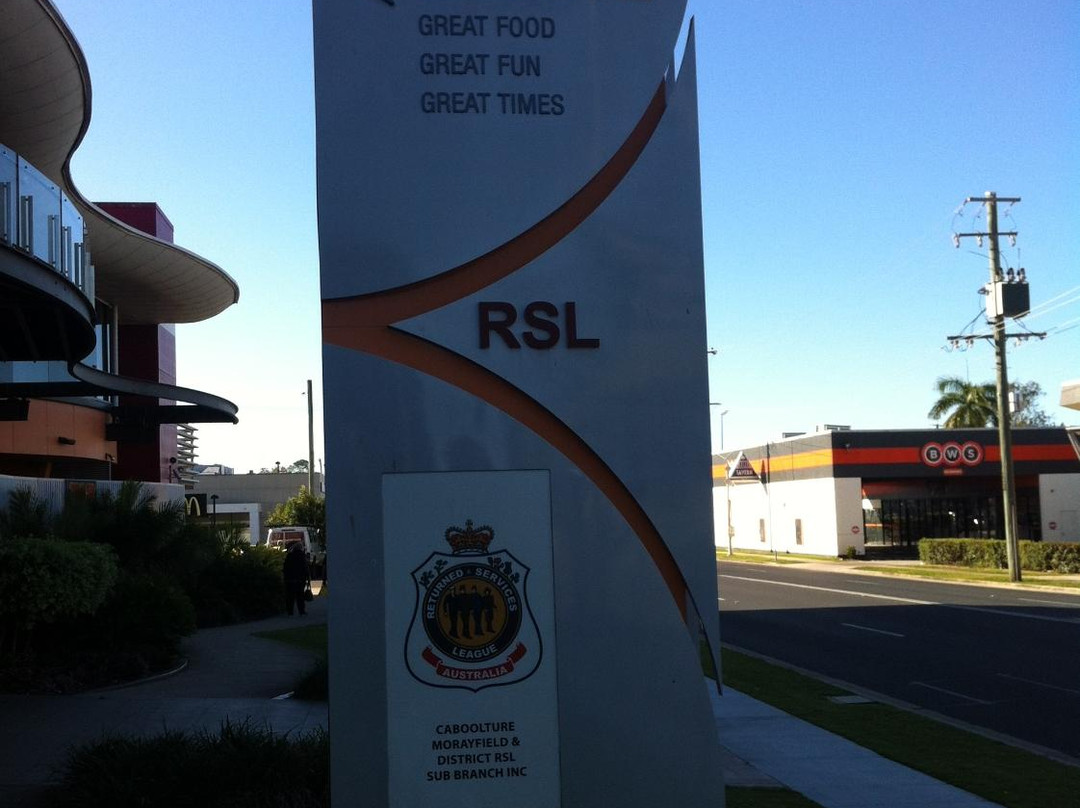 GREAT FOOD
GREAT FUN
GREAT TIMES
RSL
BWS
RETURNED SERVICES
LEAGUE
AUSTRALIA
CABOOLTURE
MORAYFIELD &
DISTRICT RSL
SUB BRANCH INC